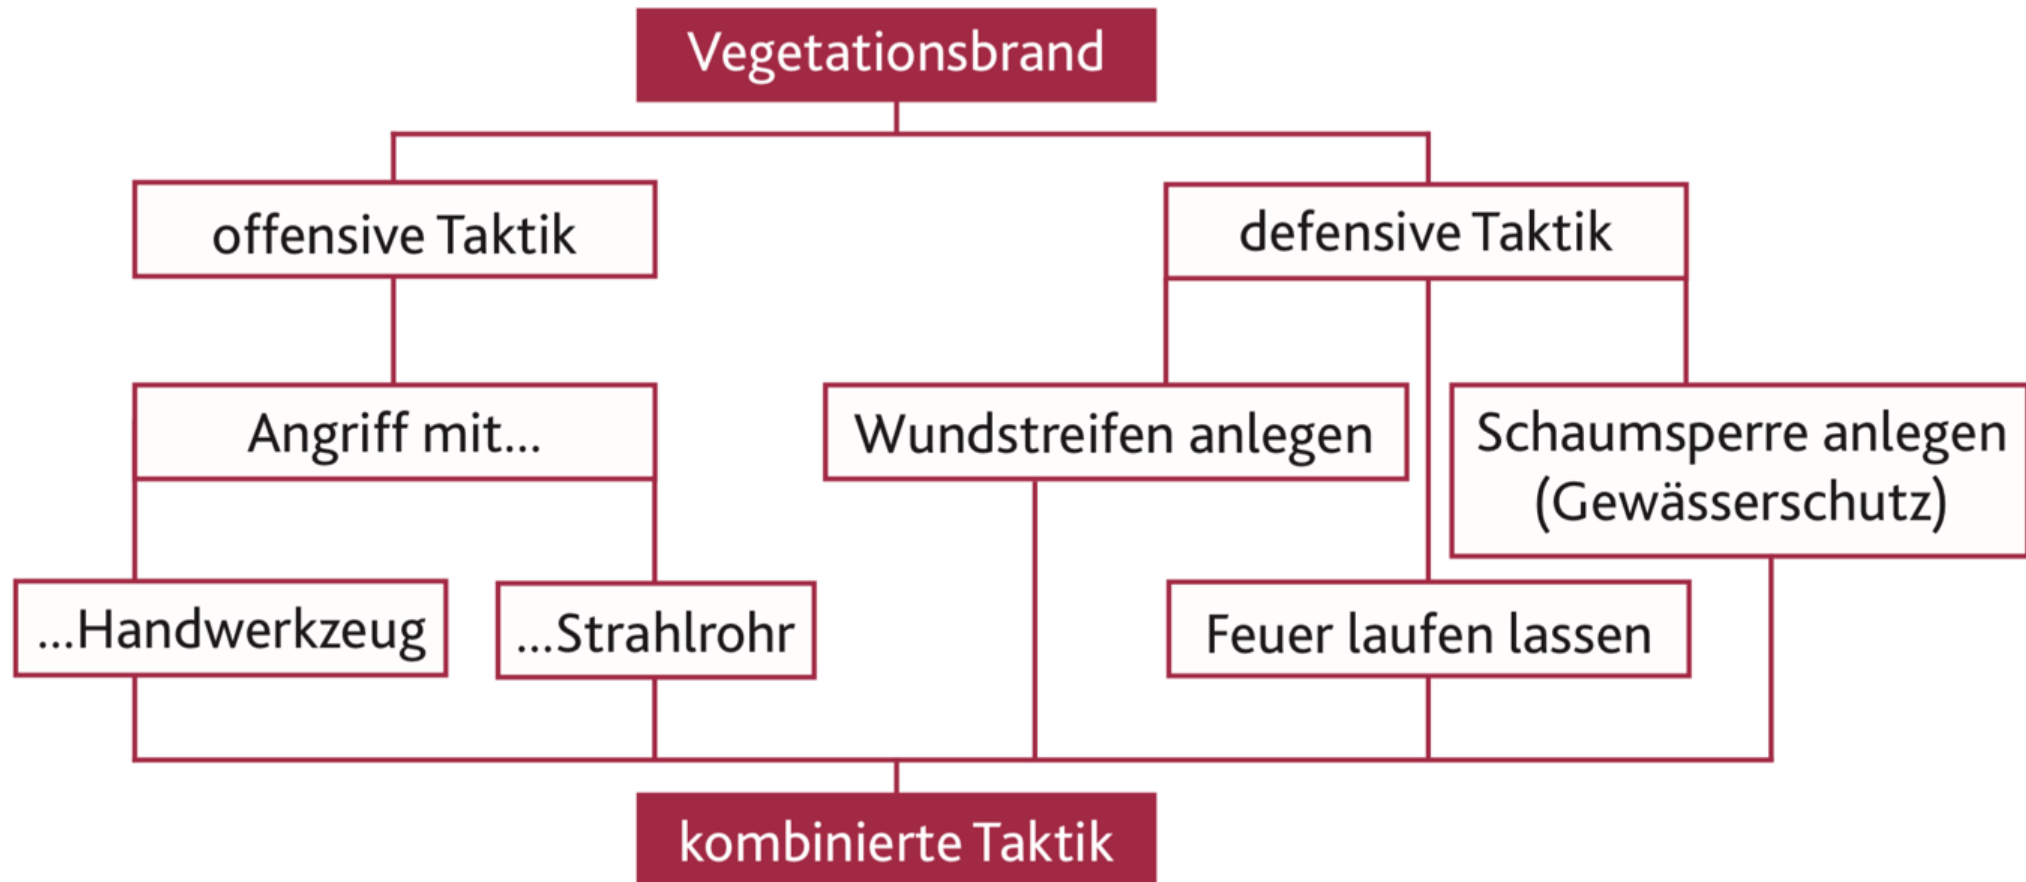 Vegetationsbrand
offensive Taktik
defensive Taktik
Angriff mit...
Wundstreifen anlegen
Schaumsperre anlegen
(Gewässerschutz)
...Handwerkzeug
...Strahlrohr
Feuer laufen lassen
kombinierte Taktik